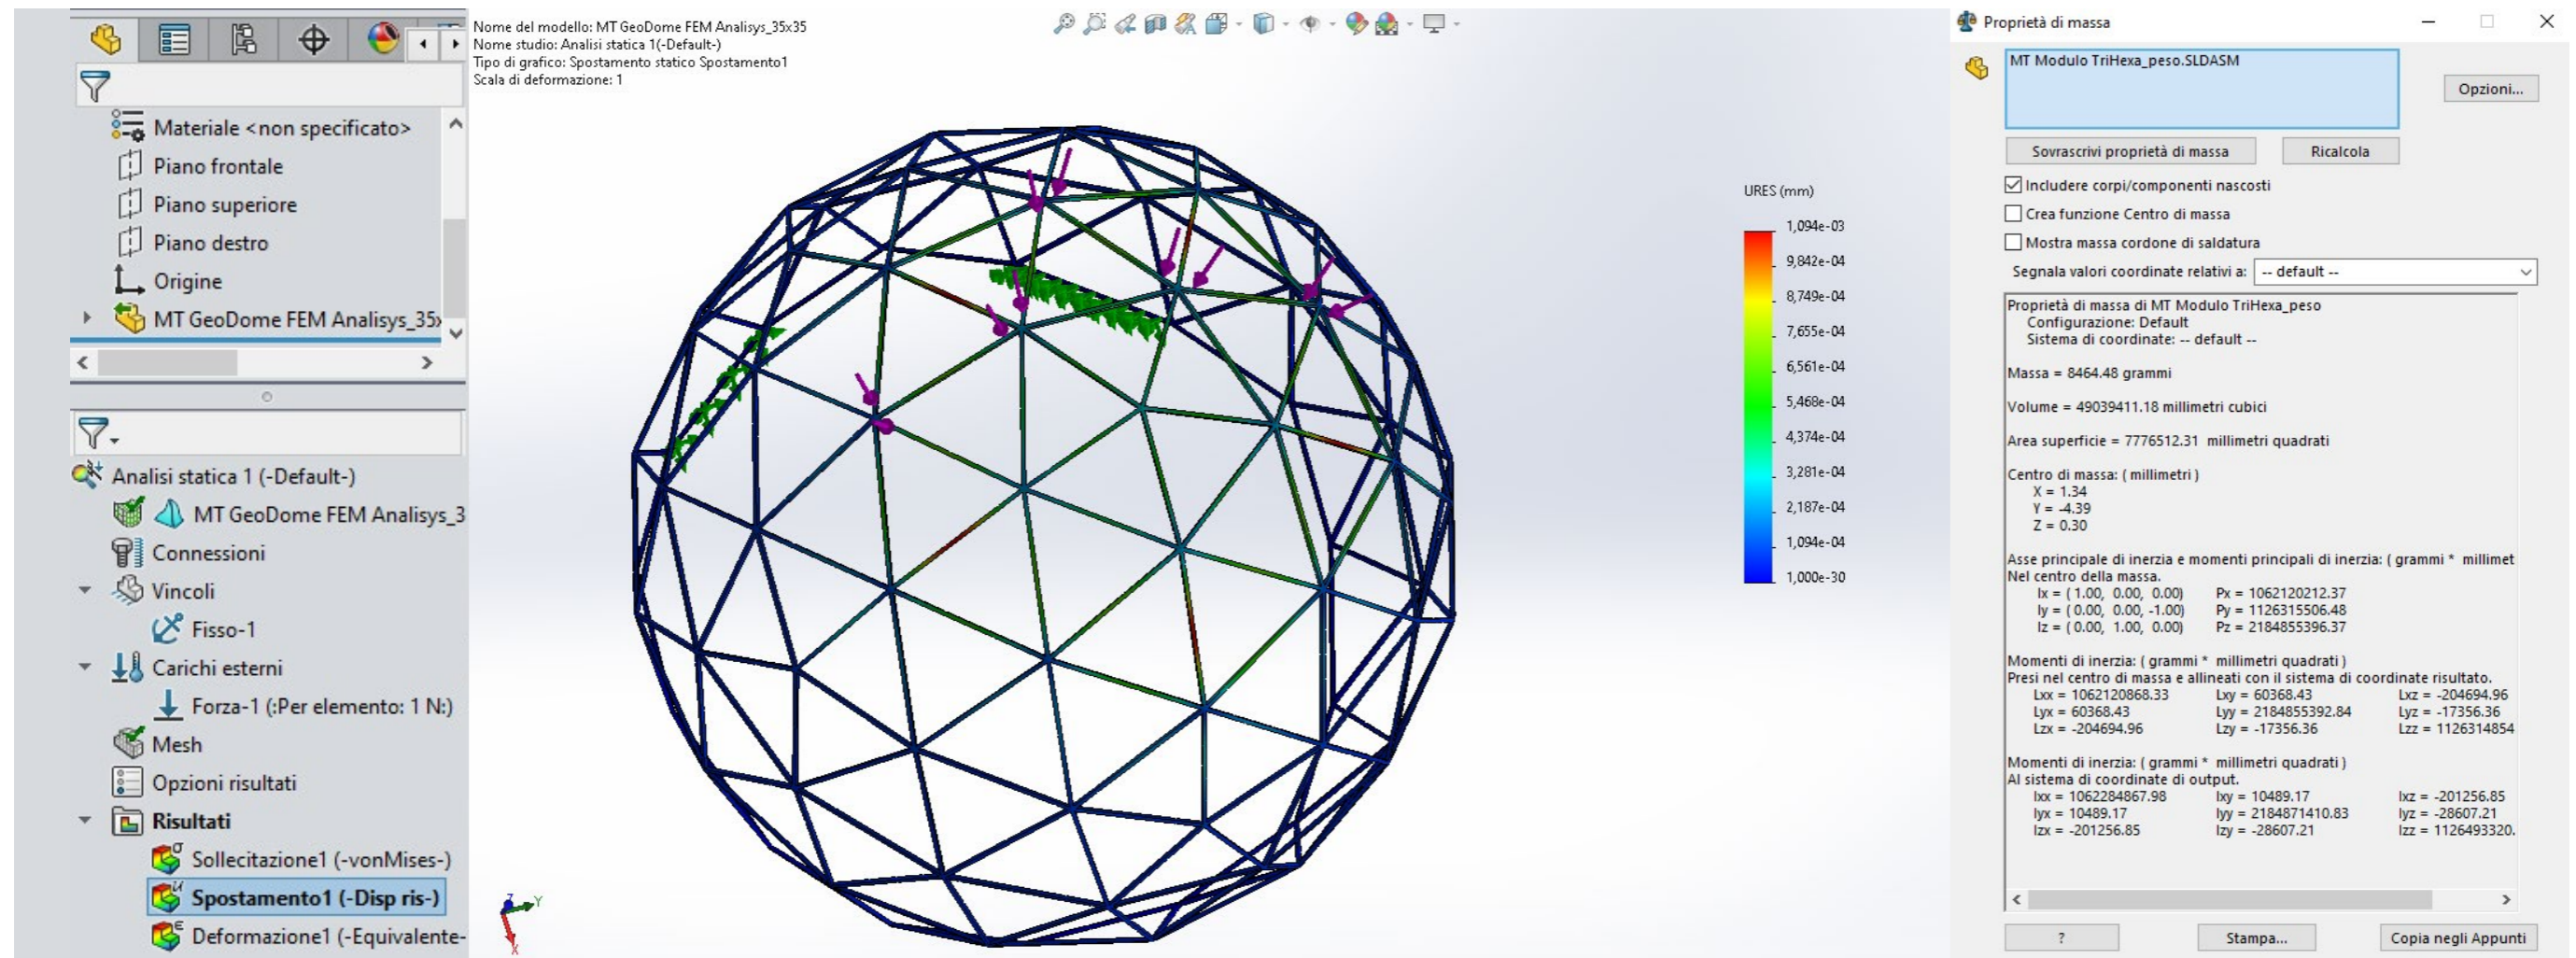 Materiale <non specificato>
Piano frontale
Piano superiore
Piano destro
Origine
MT GeoDome FEM Analisys_35x
Analisi statica 1 (-Default-)
MT GeoDome FEM Analisys_3
Connessioni
Vincoli
Fisso-1
Carichi esterni
Forza-1 (:Per elemento: 1 N:)
Mesh
Opzioni risultati
Risultati
Sollecitazione1 (-vonMises-)
Spostamento1 (-Disp ris-)
Deformazione1 (-Equivalente-
Nome del modello: MT GeoDome FEM Analisys_35x35
Nome studio: Analisi statica 1(-Default-)
Tipo di grafico: Spostamento statico Spostamento1
Scala di deformazione: 1
URES (mm)
1,094e-03
9,842e-04
8,749e-04
7,655e-04
6,561e-04
5,468e-04
4,374e-04
3,281e-04
2,187e-04
1,094e-04
1,000e-30
Z
Y
X
Proprietà di massa
MT Modulo TriHexa_peso.SLDASM
Opzioni...
Sovrascrivi proprietà di massa Ricalcola
Includere corpi/componenti nascosti
Crea funzione Centro di massa
Mostra massa cordone di saldatura
Segnala valori coordinate relativi a: -- default --
Proprietà di massa di MT Modulo TriHexa_peso
Configurazione: Default
Sistema di coordinate: -- default --
Massa = 8464.48 grammi
Volume = 49039411.18 millimetri cubici
Area superficie = 7776512.31 millimetri quadrati
Centro di massa: ( millimetri )
X = 1.34
Y = -4.39
Z = 0.30
Asse principale di inerzia e momenti principali di inerzia: ( grammi * millimet
Nel centro della massa.
Ix = ( 1.00, 0.00, 0.00) Px = 1062120212.37
Iy = ( 0.00, 0.00, -1.00) Py = 1126315506.48
Iz = ( 0.00, 1.00, 0.00) Pz = 2184855396.37
Momenti di inerzia: ( grammi * millimetri quadrati )
Presi nel centro di massa e allineati con il sistema di coordinate risultato.
Lxx = 1062120868.33 Lxy = 60368.43 Lxz = -204694.96
Lyx = 60368.43 Lyy = 2184855392.84 Lyz = -17356.36
Lzx = -204694.96 Lzy = -17356.36 Lzz = 1126314854
Momenti di inerzia: ( grammi * millimetri quadrati )
Al sistema di coordinate di output.
Ixx = 1062284867.98 Ixy = 10489.17 Ixz = -201256.85
Iyx = 10489.17 Iyy = 2184871410.83 Iyz = -28607.21
Izx = -201256.85 Izy = -28607.21 Izz = 1126493320.
? Stampa... Copia negli Appunti